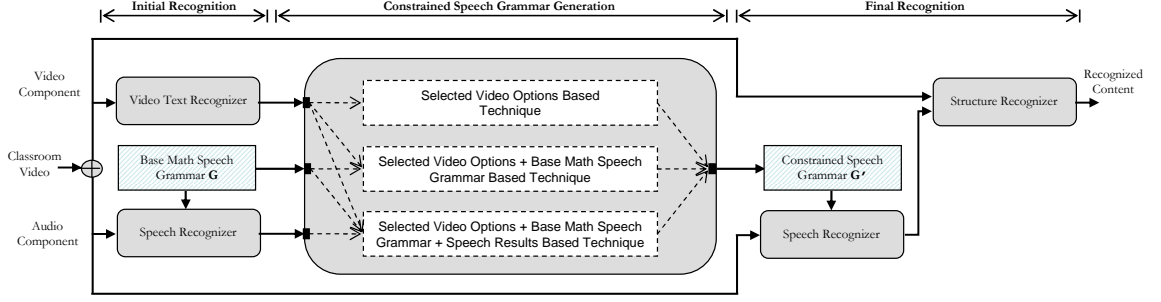 Initial Recognition
Constrained Speech Grammar Generation
Final Recognition
Video
Component
Video Text Recognizer
Selected Video Options Based
Technique
Structure Recognizer
Recognized
Content
Classroom
Video
Base Math Speech
Grammar G
Selected Video Options + Base Math Speech
Grammar Based Technique
Constrained Speech
Grammar G'
Audio
Component
Speech Recognizer
Selected Video Options + Base Math Speech
Grammar + Speech Results Based Technique
Speech Recognizer